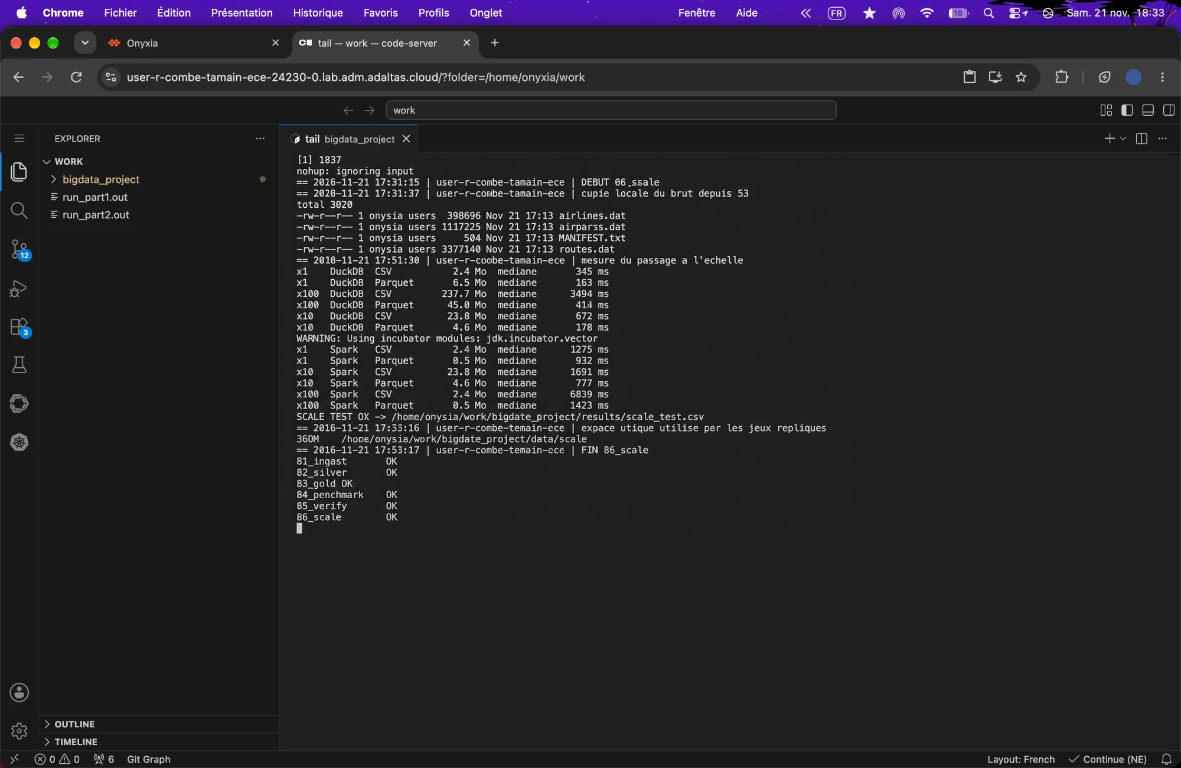 Chrome Fichier Édition Présentation Historique Favoris Profils Onglet Fenêtre Aide FR 16 Sam. 21 nov. 18:33
Onyxia
tail — work — code-server
user-r-combe-tamain-ece-24230-0.lab.adm.adaltas.cloud/?folder=/home/onyxia/work
work
EXPLORER
WORK
bigdata_project
run_part1.out
run_part2.out
12
3
OUTLINE
TIMELINE
tail bigdata_project
[1] 1837
nohup: ignoring input
== 2016-11-21 17:31:15 | user-r-combe-tamain-ece | DEBUT 06_ssale
== 2020-11-21 17:31:37 | user-r-combe-temain-ece | cupie locale du brut depuis 53
total 3020
-rw-r--r-- 1 onysia users 398696 Nov 21 17:13 airlines.dat
-rw-r--r-- 1 onysia users 1117225 Nov 21 17:13 airparss.dat
-rw-r--r-- 1 onysia users 504 Nov 21 17:13 MANIFEST.txt
-rw-r--r-- 1 onysia users 3377140 Nov 21 17:13 routes.dat
== 2016-11-21 17:51:30 | user-r-combe-temain-ece | mesure du passage a l'echelle
x1 DuckDB CSV 2.4 Mo mediane 345 ms
x1 DuckDB Parquet 6.5 Mo mediane 163 ms
x100 DuckDB CSV 237.7 Mo mediane 3494 ms
x100 DuckDB Parquet 45.0 Mo mediane 414 ms
x10 DuckDB CSV 23.8 Mo mediane 672 ms
x10 DuckDB Parquet 4.6 Mo mediane 178 ms
WARNING: Using incubator modules: jdk.incubator.vector
x1 Spark CSV 2.4 Mo mediane 1275 ms
x1 Spark Parquet 0.5 Mo mediane 932 ms
x10 Spark CSV 23.8 Mo mediane 1691 ms
x10 Spark Parquet 4.6 Mo mediane 777 ms
x100 Spark CSV 2.4 Mo mediane 6839 ms
x100 Spark Parquet 0.5 Mo mediane 1423 ms
SCALE TEST OX -> /home/onysia/work/bigdate_project/results/scale_test.csv
== 2016-11-21 17:33:16 | user-r-combe-temain-ece | expace utique utilise per les jeux repliques
360M /home/onysia/work/bigdate_project/data/scale
== 2016-11-21 17:53:17 | user-r-combe-temain-ece | FIN 86_scale
81_ingast OK
82_silver OK
83_gold OK
84_penchmark OK
85_verify OK
86_scale OK
0 0 6 Git Graph Layout: French Continue (NE)